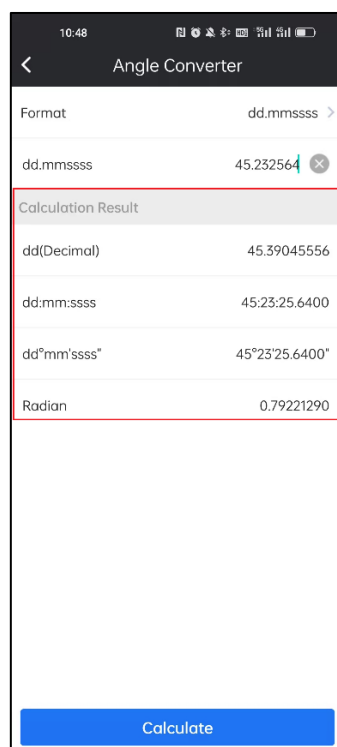 10:48
Angle Converter
Format dd.mmssss
dd.mmssss 45.232564
Calculation Result
dd(Decimal) 45.39045556
dd:mm:ssss 45:23:25.6400
dd°mm'ssss" 45°23'25.6400"
Radian 0.79221290
Calculate